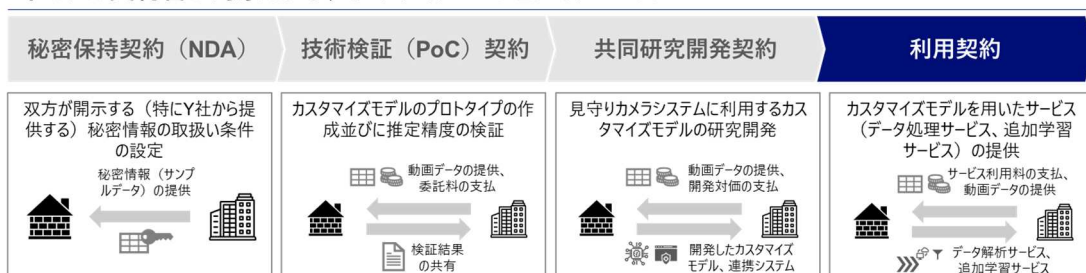 秘密保持契約（NDA）
技術検証（PoC）契約
共同研究開発契約
利用契約
双方が開示する（特にY社から提
供する）秘密情報の取扱い条件
の設定
秘密情報（サンプ
ルデータ）の提供
カスタマイズモデルのプロトタイプの作
成並びに推定精度の検証
動画データの提供、
委託料の支払
検証結果
の共有
見守りカメラシステムに利用するカス
タマイズモデルの研究開発
動画データの提供、
開発対価の支払
開発したカスタマイズ
モデル、連携システム
カスタマイズモデルを用いたサービス
（データ処理サービス、追加学習
サービス）の提供
サービス利用料の支払、
動画データの提供
データ解析サービス、
追加学習サービス